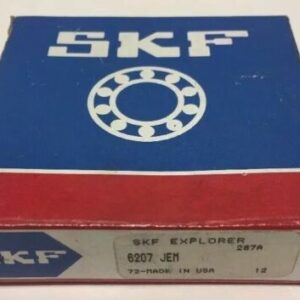 SKF
SKF EXPLORER
287A
6207 JEM
72-MADE IN USA 12
SKF